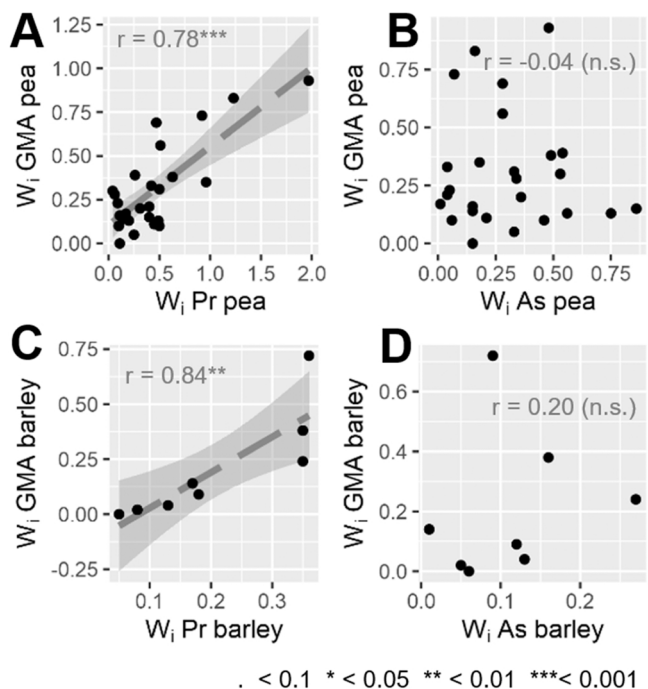 A
r = 0.78***
1.25
1.00
0.75
0.50
0.25
0.00
Wi GMA pea
0.0 0.5 1.0 1.5 2.0
Wi Pr pea
B
r = -0.04 (n.s.)
0.75
0.50
0.25
0.00
Wi GMA pea
0.00 0.25 0.50 0.75
Wi As pea
C
r = 0.84**
0.75
0.50
0.25
0.00
-0.25
Wi GMA barley
0.1 0.2 0.3
Wi Pr barley
D
r = 0.20 (n.s.)
0.6
0.4
0.2
0.0
Wi GMA barley
0.0 0.1 0.2
Wi As barley
. < 0.1 * < 0.05 ** < 0.01 ***< 0.001